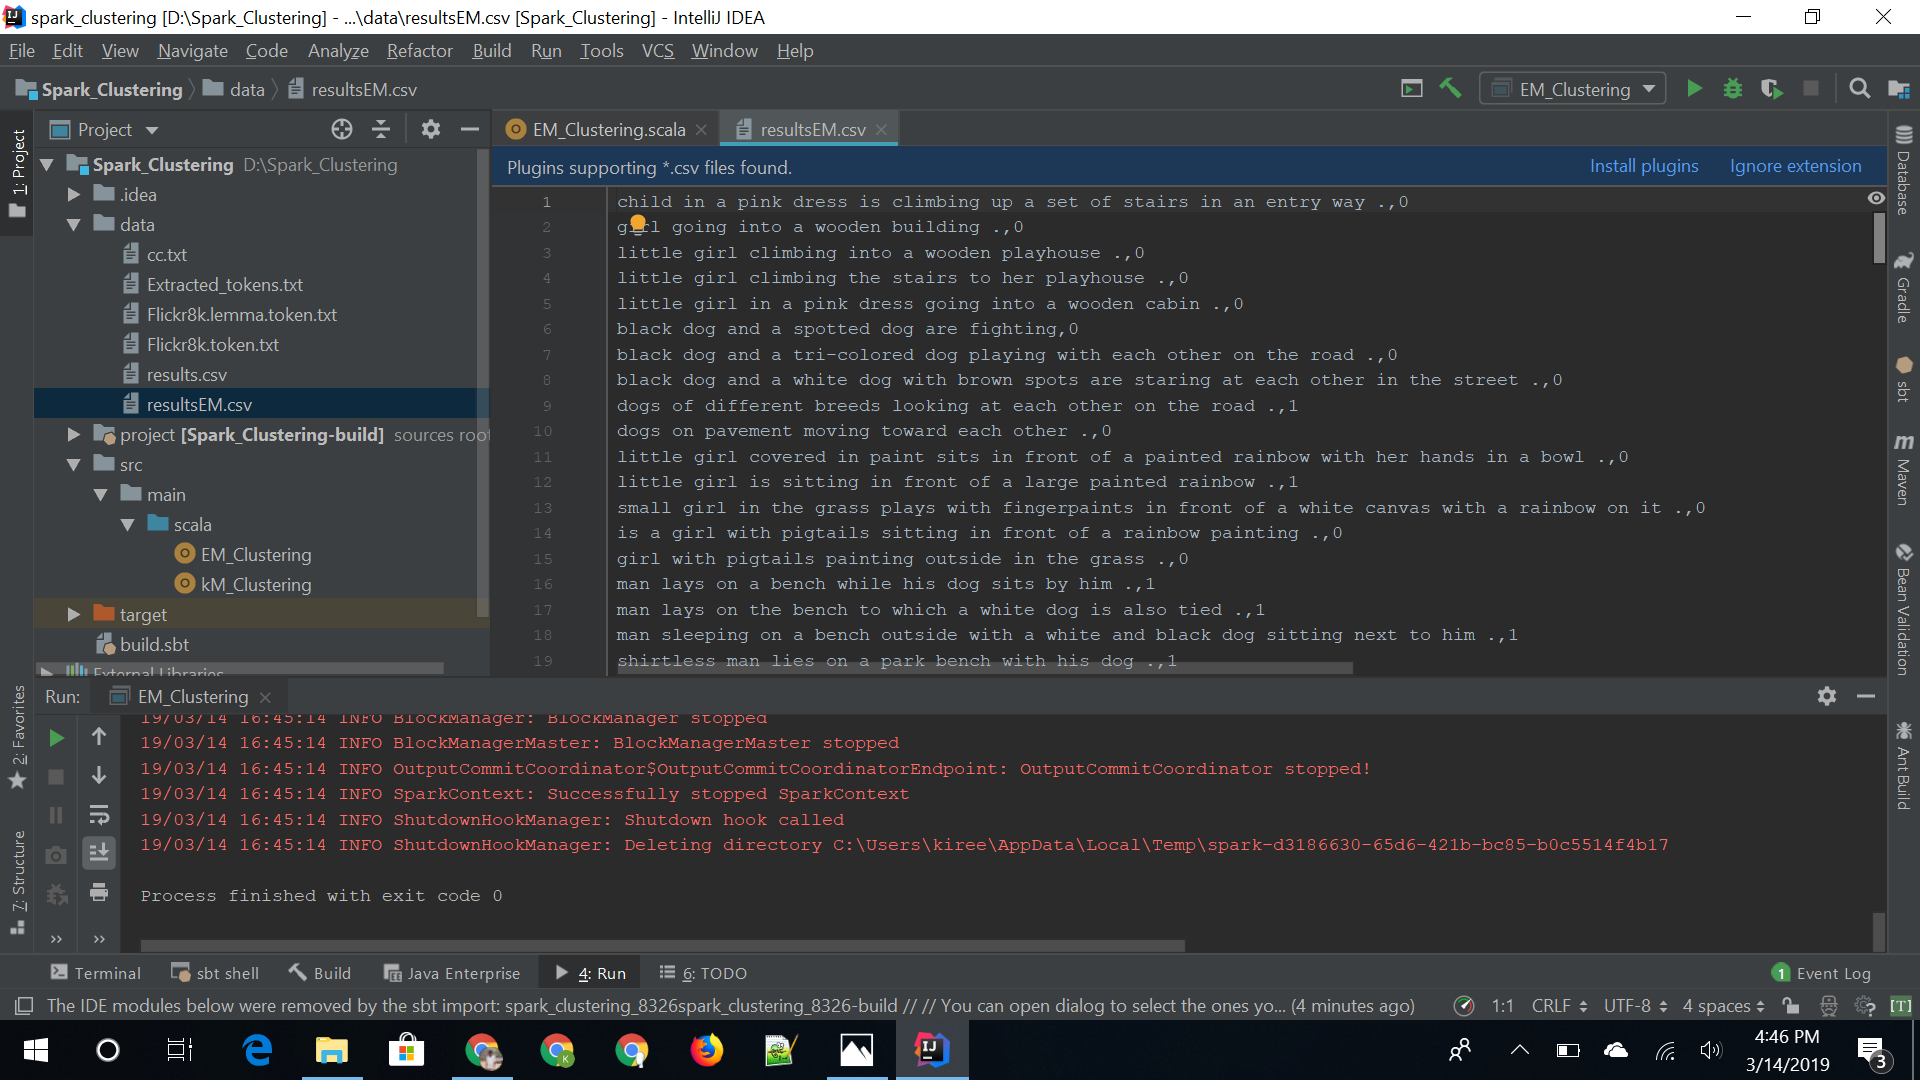 spark_clustering [D:\Spark_Clustering] - ...\data\resultsEM.csv [Spark_Clustering] - IntelliJ IDEA
File Edit View Navigate Code Analyze Refactor Build Run Tools VCS Window Help
Spark_Clustering data resultsEM.csv EM_Clustering
Project
EM_Clustering.scala resultsEM.csv
Plugins supporting *.csv files found. Install plugins Ignore extension
1: Project
Spark_Clustering D:\Spark_Clustering
.idea
data
cc.txt
Extracted_tokens.txt
Flickr8k.lemma.token.txt
Flickr8k.token.txt
results.csv
resultsEM.csv
project [Spark_Clustering-build] sources root
src
main
scala
EM_Clustering
kM_Clustering
target
build.sbt
External Libraries
1 child in a pink dress is climbing up a set of stairs in an entry way .,0
2 girl going into a wooden building .,0
3 little girl climbing into a wooden playhouse .,0
4 little girl climbing the stairs to her playhouse .,0
5 little girl in a pink dress going into a wooden cabin .,0
6 black dog and a spotted dog are fighting,0
7 black dog and a tri-colored dog playing with each other on the road .,0
8 black dog and a white dog with brown spots are staring at each other in the street .,0
9 dogs of different breeds looking at each other on the road .,1
10 dogs on pavement moving toward each other .,0
11 little girl covered in paint sits in front of a painted rainbow with her hands in a bowl .,0
12 little girl is sitting in front of a large painted rainbow .,1
13 small girl in the grass plays with fingerpaints in front of a white canvas with a rainbow on it .,0
14 is a girl with pigtails sitting in front of a rainbow painting .,0
15 girl with pigtails painting outside in the grass .,0
16 man lays on a bench while his dog sits by him .,1
17 man lays on the bench to which a white dog is also tied .,1
18 man sleeping on a bench outside with a white and black dog sitting next to him .,1
19 shirtless man lies on a park bench with his dog .,1
Database
Gradle
sbt
Maven
Bean Validation
Ant Build
2: Favorites
7: Structure
Run: EM_Clustering
19/03/14 16:45:14 INFO BlockManager: BlockManager stopped
19/03/14 16:45:14 INFO BlockManagerMaster: BlockManagerMaster stopped
19/03/14 16:45:14 INFO OutputCommitCoordinator$OutputCommitCoordinatorEndpoint: OutputCommitCoordinator stopped!
19/03/14 16:45:14 INFO SparkContext: Successfully stopped SparkContext
19/03/14 16:45:14 INFO ShutdownHookManager: Shutdown hook called
19/03/14 16:45:14 INFO ShutdownHookManager: Deleting directory C:\Users\kiree\AppData\Local\Temp\spark-d3186630-65d6-421b-bc85-b0c5514f4b17
Process finished with exit code 0
Terminal sbt shell Build Java Enterprise 4: Run 6: TODO 1 Event Log
The IDE modules below were removed by the sbt import: spark_clustering_8326spark_clustering_8326-build // // You can open dialog to select the ones yo... (4 minutes ago) 1:1 CRLF UTF-8 4 spaces [T]
4:46 PM
3/14/2019
3